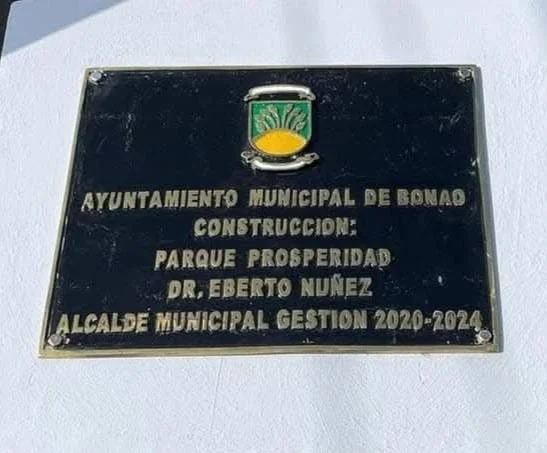 AYUNTAMIENTO MUNICIPAL DE BONAO
CONSTRUCCION:
PARQUE PROSPERIDAD
DR. EBERTO NUÑEZ
ALCALDE MUNICIPAL GESTION 2020-2024